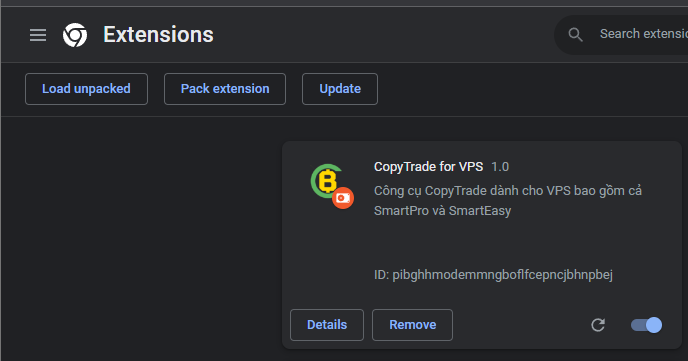 Extensions
Search extensio
Load unpacked
Pack extension
Update
CopyTrade for VPS 1.0
Công cụ CopyTrade dành cho VPS bao gồm cả
SmartPro và SmartEasy
ID: pibghhmodemmngboflfcepncjbhnpbej
Details
Remove